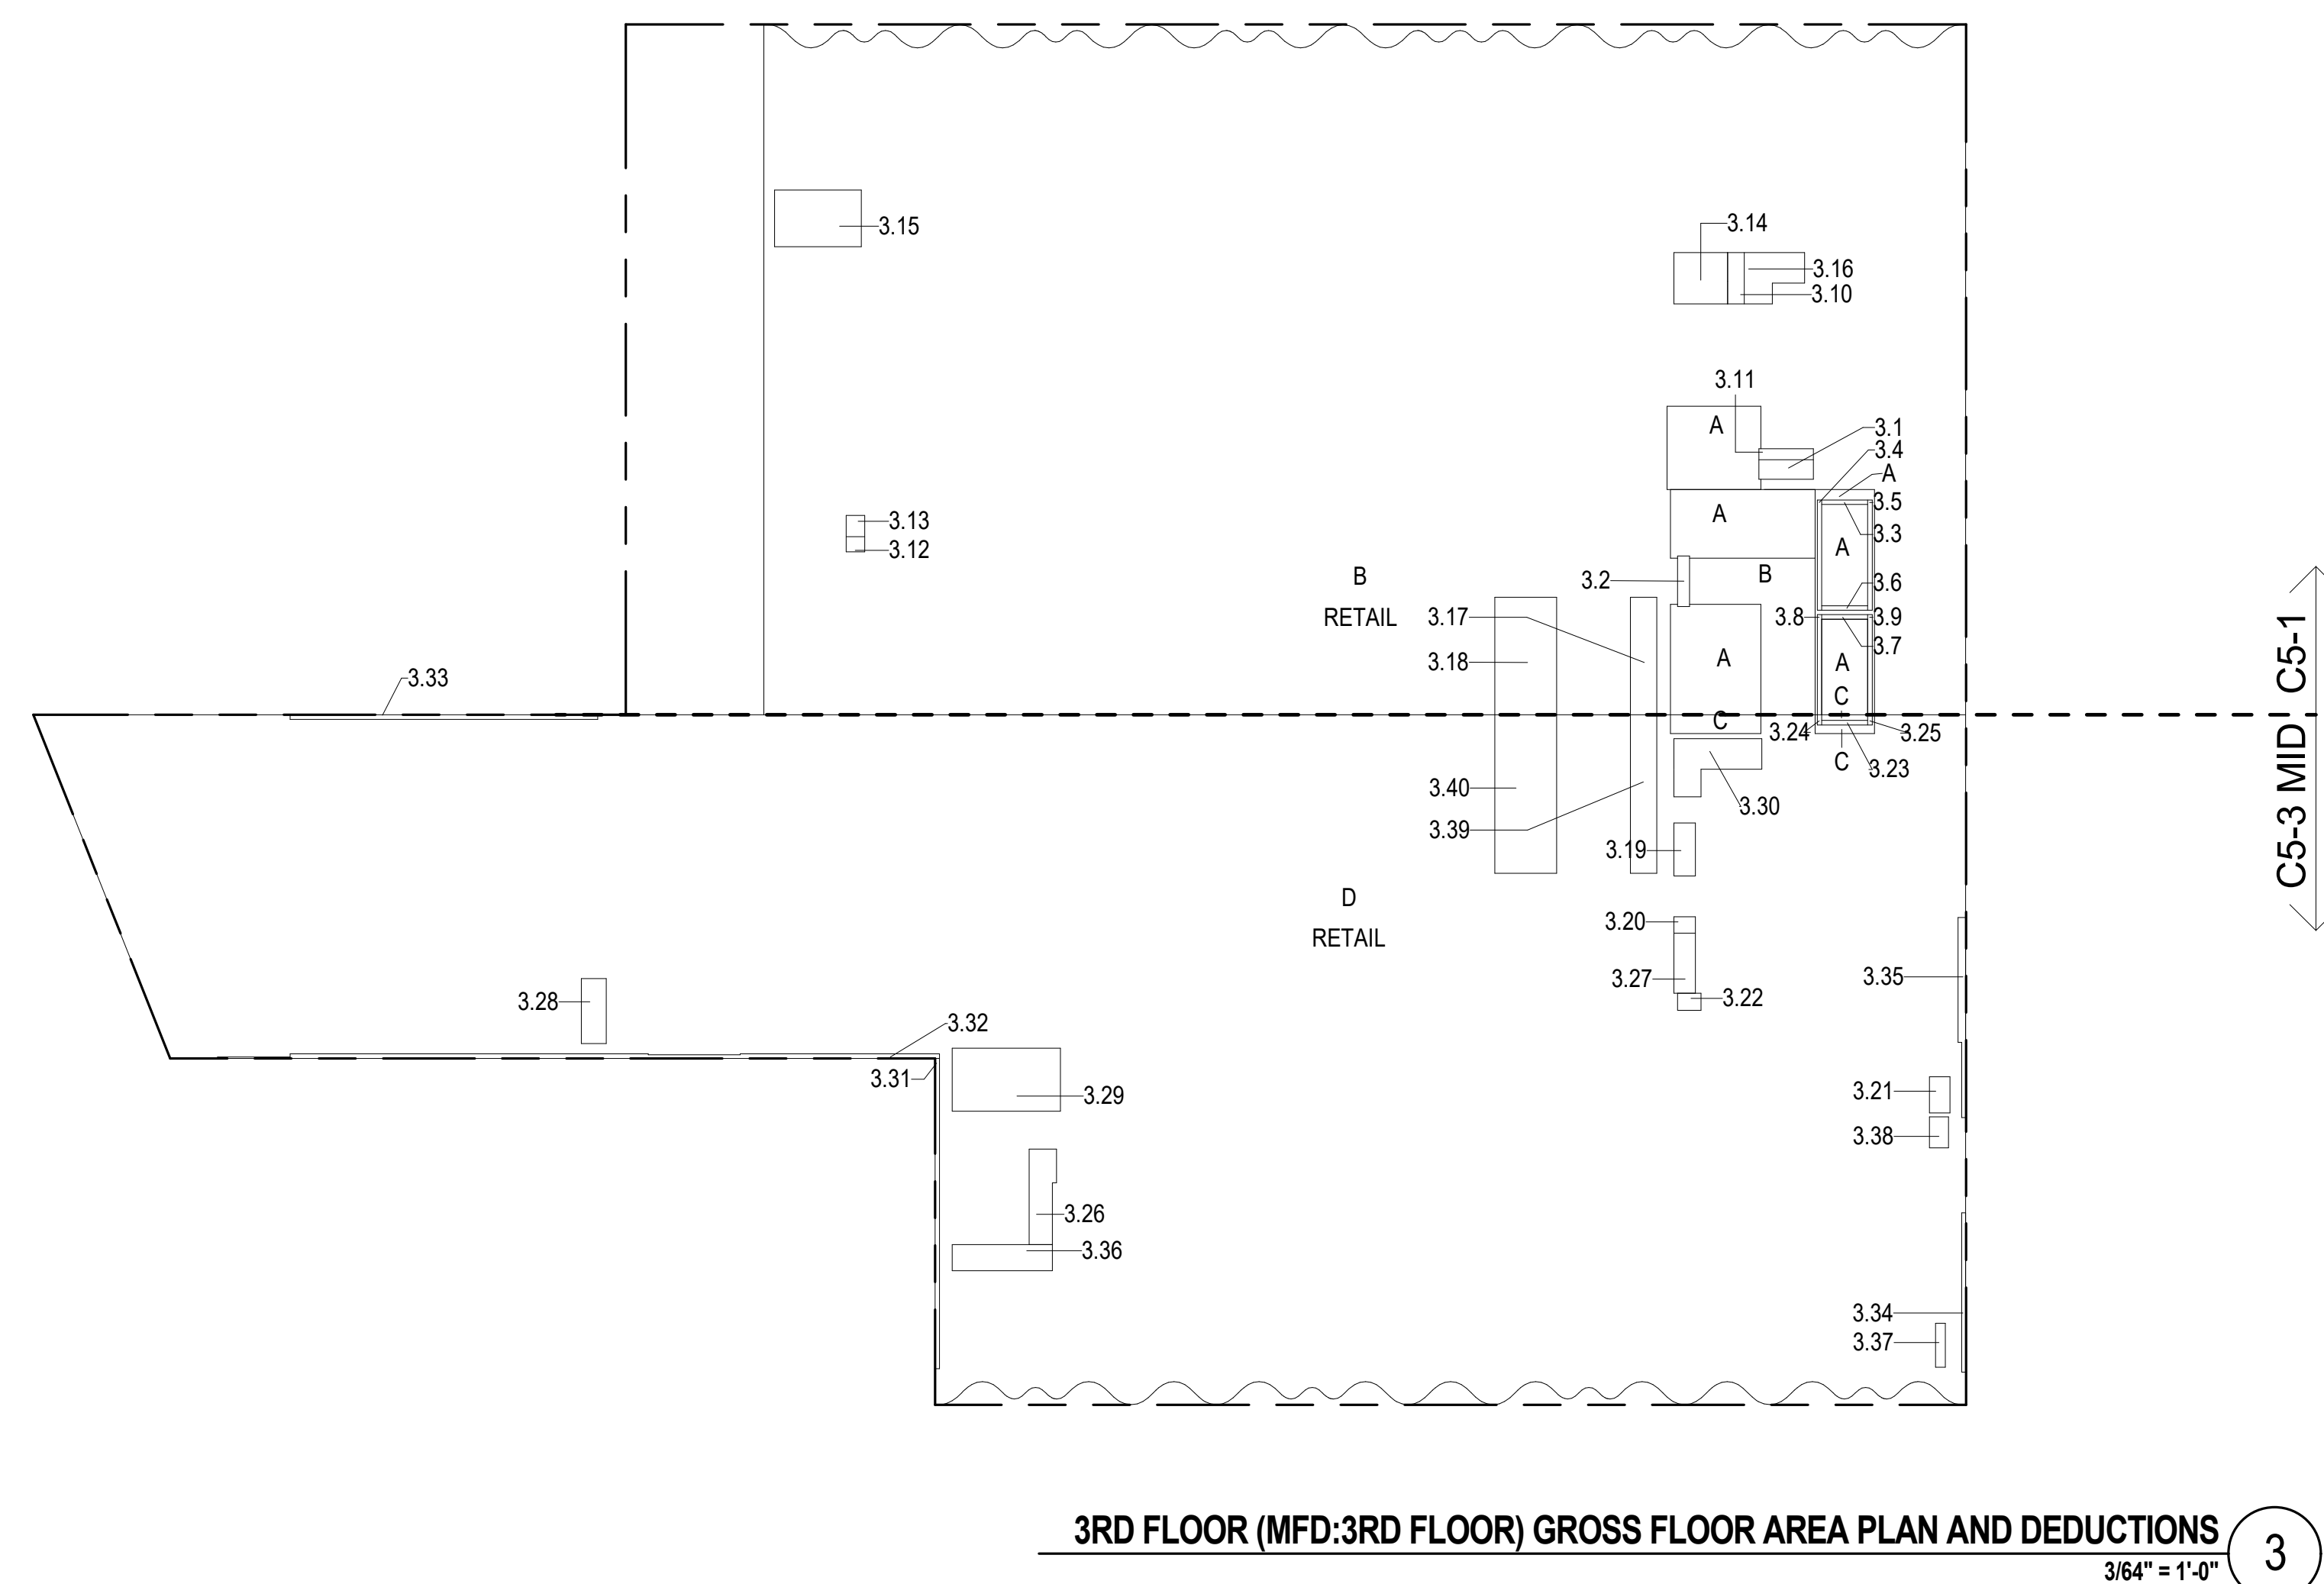 3.15
3.14
3.16
3.10
3.11
A
3.1
3.4
A
3.5
A
3.13
3.3
3.12
A
B
B
3.2
3.6
RETAIL
3.17
3.8
3.9
3.7
3.18
A
A
3.33
C
C
3.24
3.25
C
3.23
C5-3 MID
C5-1
3.40
3.30
3.39
3.19
D
3.20
RETAIL
3.35
3.27
3.22
3.28
3.32
3.31
3.21
3.29
3.38
3.26
3.36
3.34
3.37
3RD FLOOR (MFD:3RD FLOOR) GROSS FLOOR AREA PLAN AND DEDUCTIONS
3
3/64" = 1'-0"